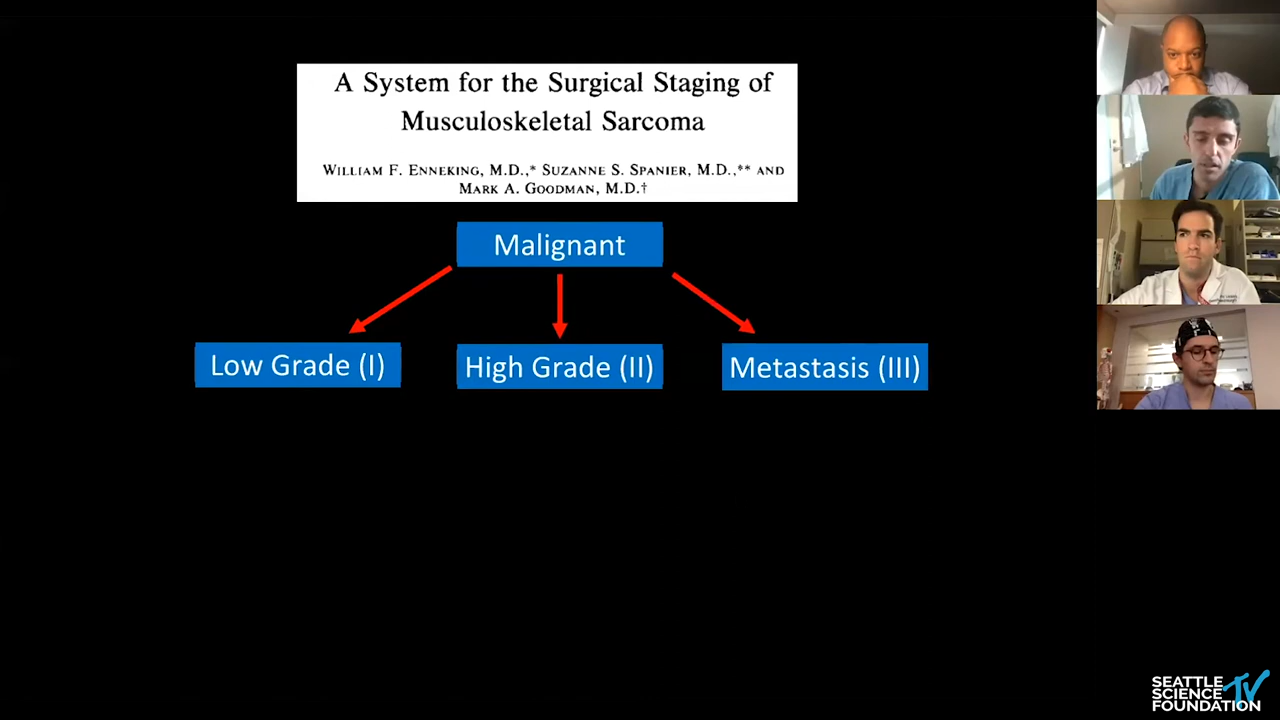 A System for the Surgical Staging of
Musculoskeletal Sarcoma
WILLIAM F. ENNEKING, M.D.,* SUZANNE S. SPANIER, M.D.,** AND
MARK A. GOODMAN, M.D.†
Malignant
Low Grade (I)
High Grade (II)
Metastasis (III)
SEATTLE
SCIENCE
FOUNDATION
TV